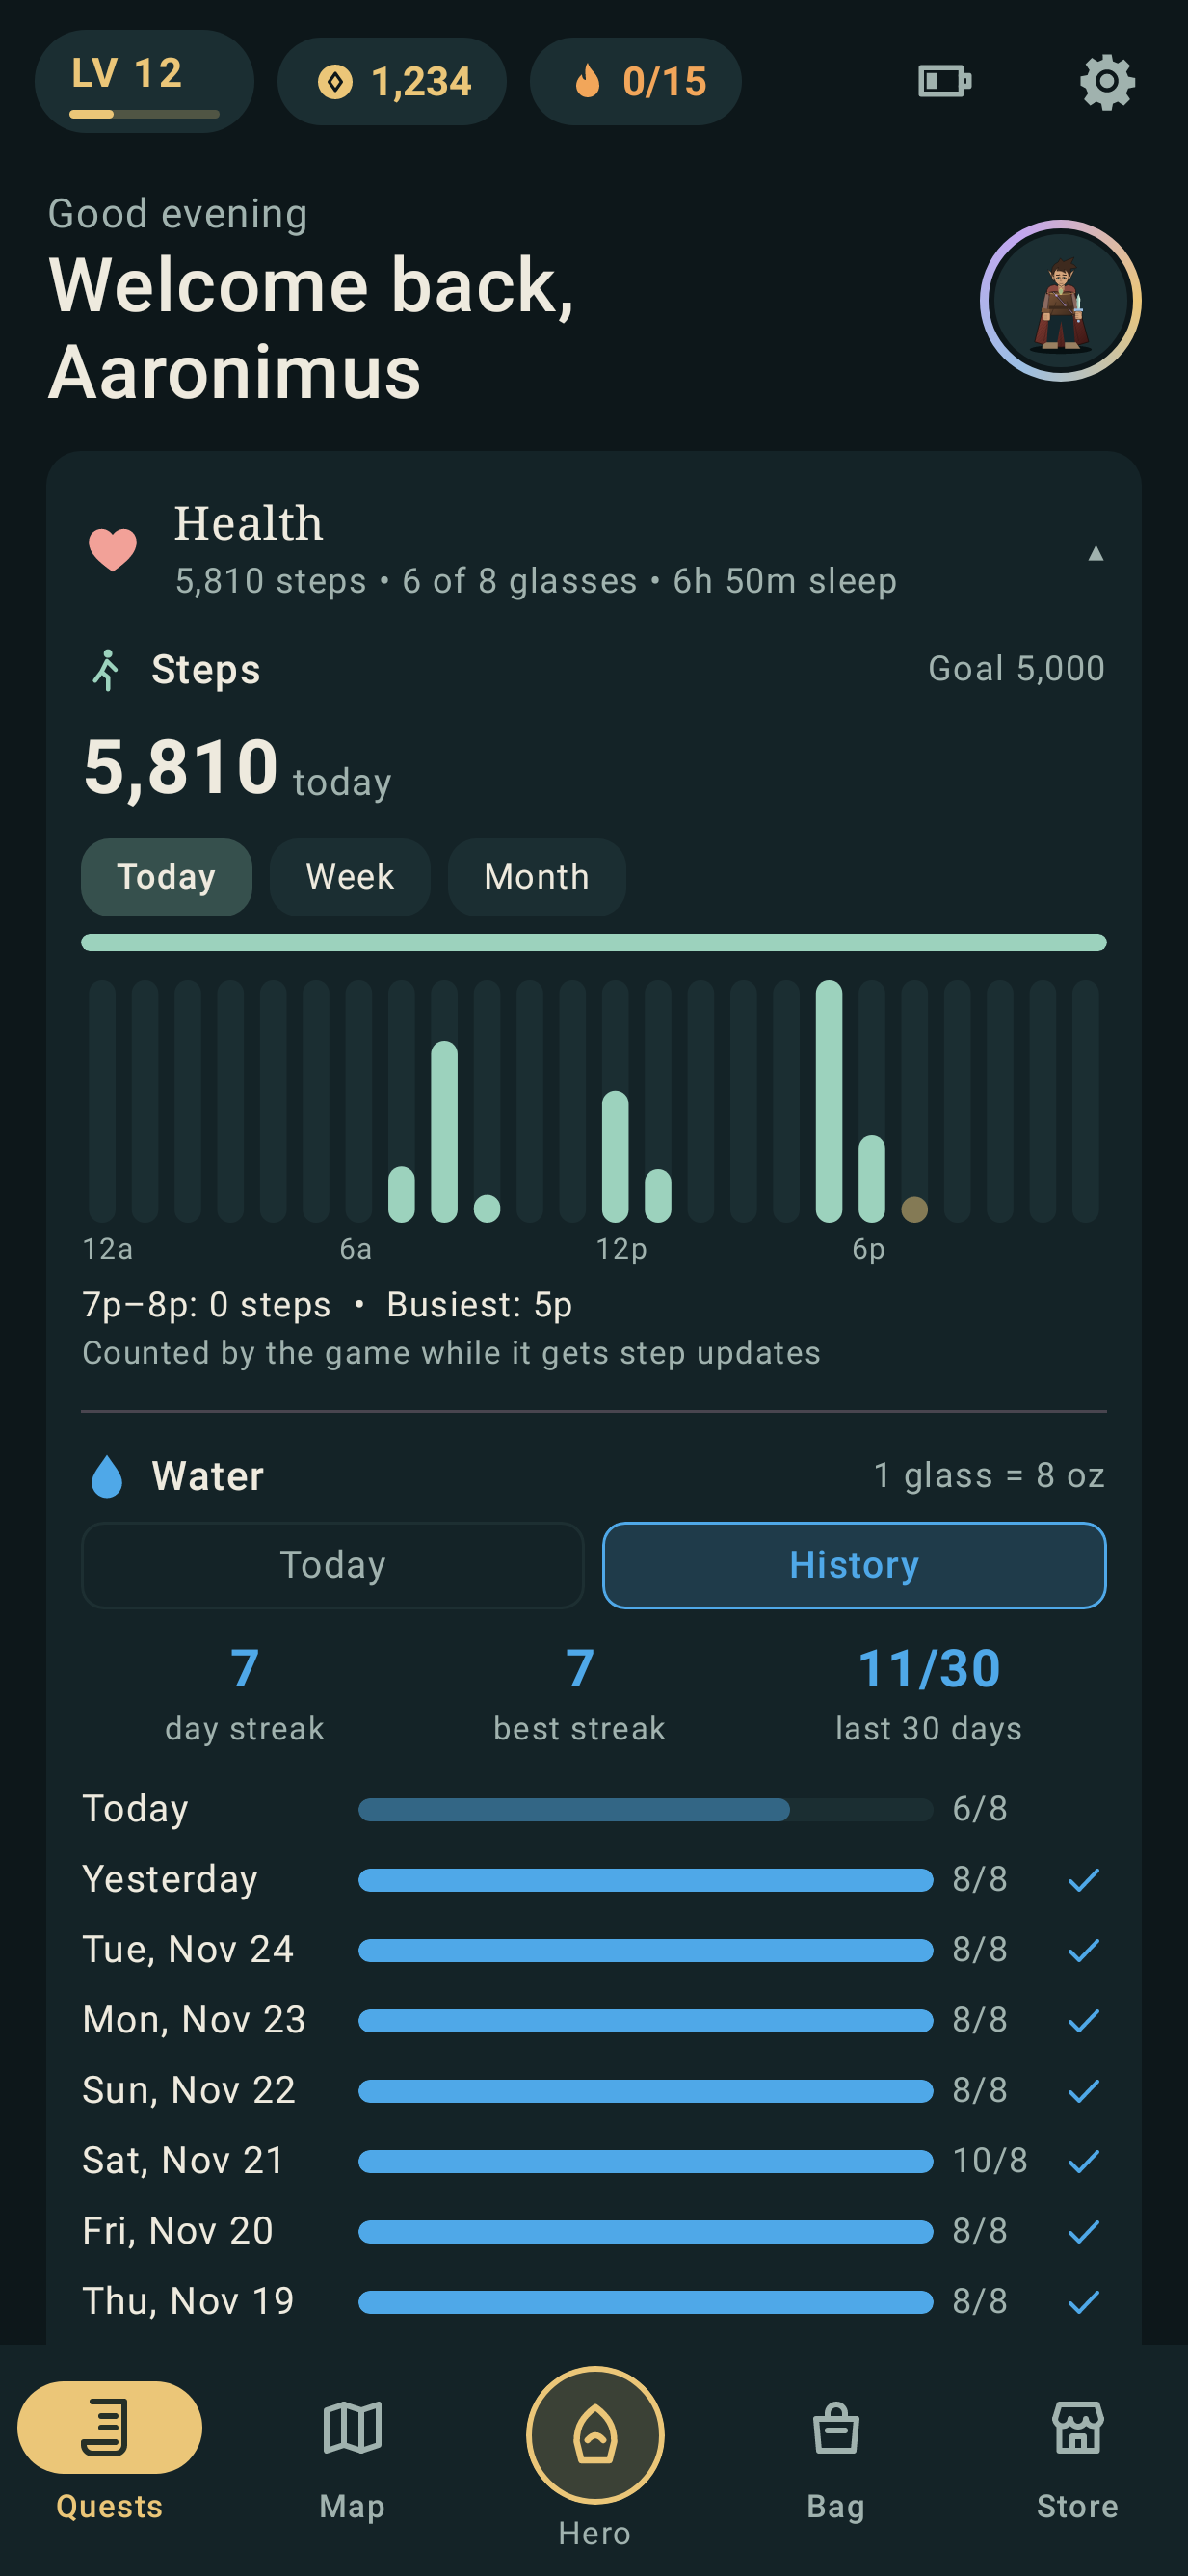 LV 12
1,234
0/15
Good evening
Welcome back,
Aaronimus
Health
5,810 steps • 6 of 8 glasses • 6h 50m sleep
▲
Steps
Goal 5,000
5,810 today
Today
Week
Month
12a
6a
12p
6p
7p–8p: 0 steps • Busiest: 5p
Counted by the game while it gets step updates
Water
1 glass = 8 oz
Today
History
7
day streak
7
best streak
11/30
last 30 days
Today 6/8
Yesterday 8/8
Tue, Nov 24 8/8
Mon, Nov 23 8/8
Sun, Nov 22 8/8
Sat, Nov 21 10/8
Fri, Nov 20 8/8
Thu, Nov 19 8/8
Quests
Map
Hero
Bag
Store